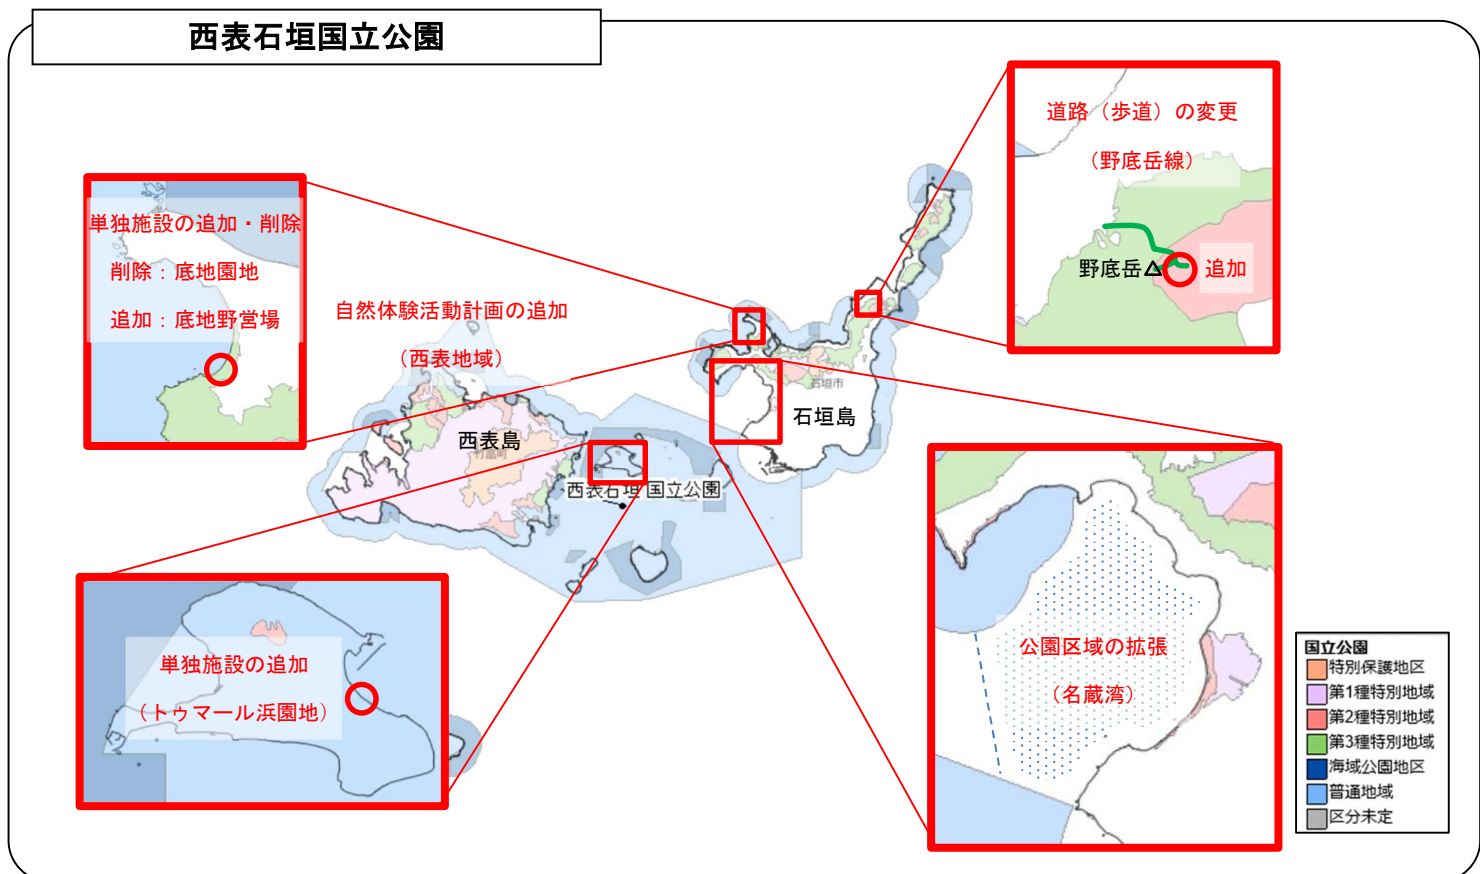 西表石垣国立公園
道路（歩道）の変更
（野底岳線）
野底岳
追加
単独施設の追加・削除
削除：底地園地
追加：底地野営場
自然体験活動計画の追加
（西表地域）
石垣市
石垣島
西表島
竹富町
西表石垣国立公園
単独施設の追加
（トゥマール浜園地）
公園区域の拡張
（名蔵湾）
国立公園
特別保護地区
第1種特別地域
第2種特別地域
第3種特別地域
海域公園地区
普通地域
区分未定